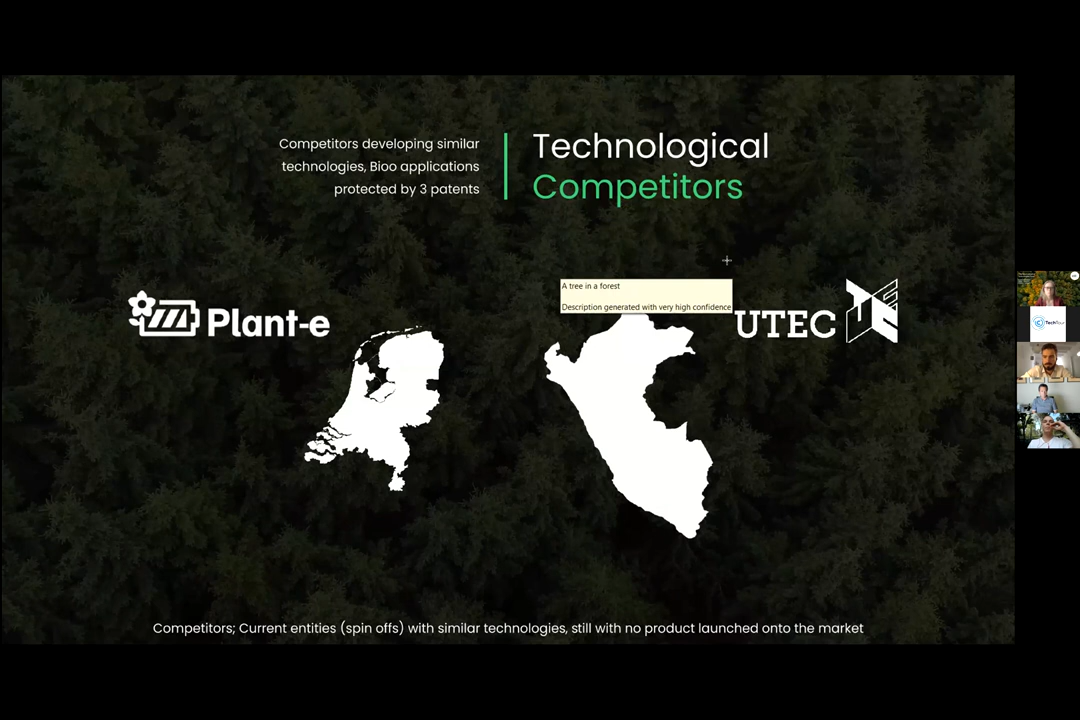 Competitors developing similar
technologies, Bioo applications
protected by 3 patents
Technological
Competitors
Plant-e
A tree in a forest
Description generated with very high confidence
UTEC
UTEC
TechTour
Competitors; Current entities (spin offs) with similar technologies, still with no product launched onto the market